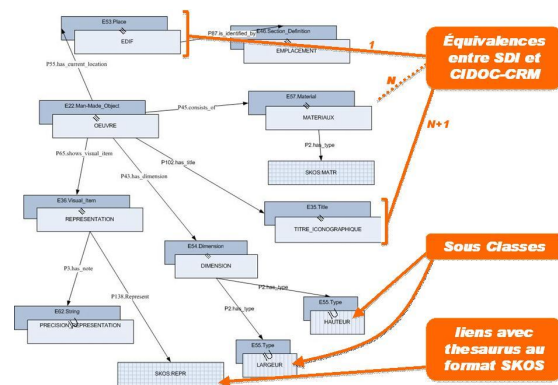 E53.Place
EDIF
P87.is_identified_by
E46.Section_Definition
EMPLACEMENT
1
Équivalences
entre SDI et
CIDOC-CRM
P55.has_current_location
N
E22.Man-Made_Object
OEUVRE
P45.consists_of
E57.Material
MATERIAUX
N+1
P65.shows_visual_item
P102.has_title
P2.has_type
P43.has_dimension
SKOS:MATR
E36.Visual_Item
REPRESENTATION
E35.Title
TITRE_ICONOGRAPHIQUE
E54.Dimension
DIMENSION
Sous Classes
P3.has_note
P138.Represent
P2.has_type
P2.has_type
E55.Type
HAUTEUR
E62.String
PRECISION_REPRESENTATION
E55.Type
LARGEUR
SKOS:REPR
liens avec
thesaurus au
format SKOS